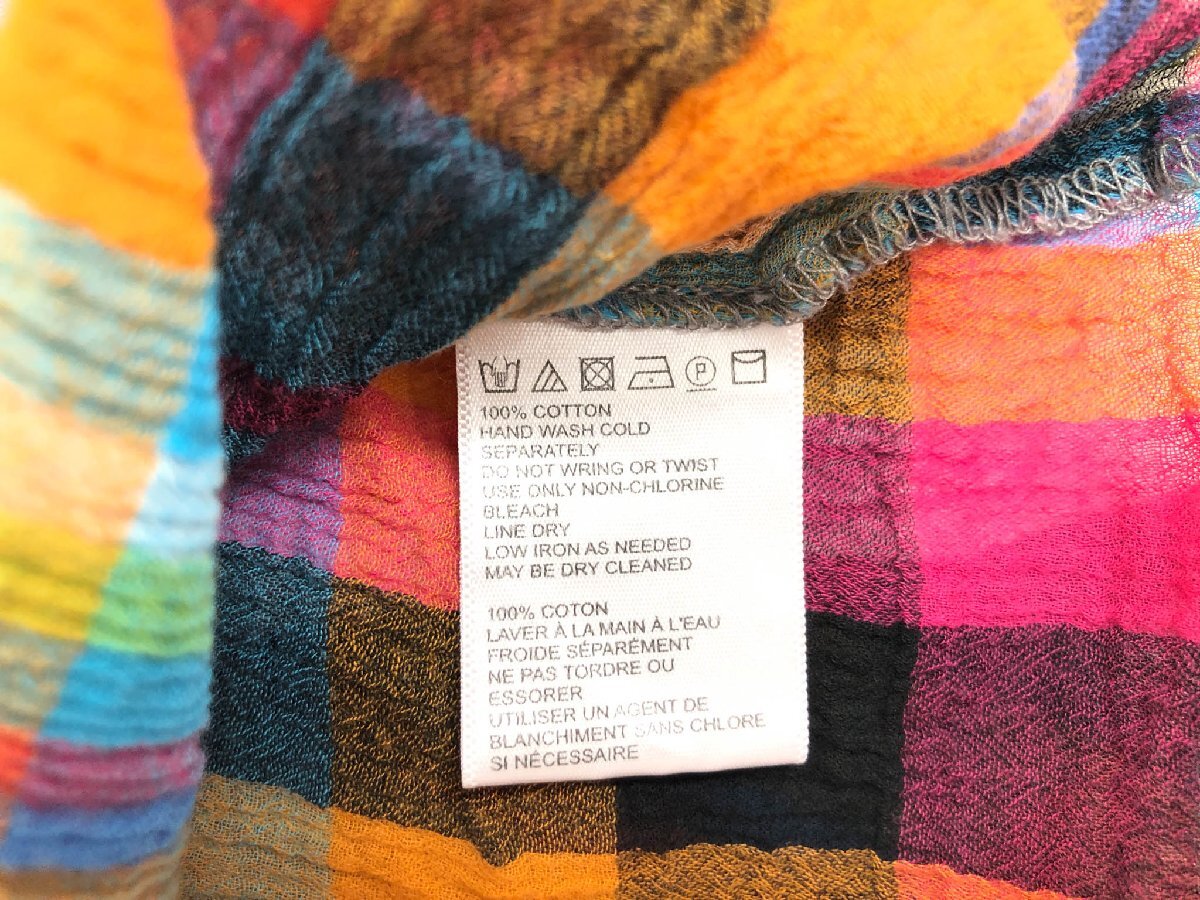 P
100% COTTON
HAND WASH COLD
SEPARATELY
DO NOT WRING OR TWIST
USE ONLY NON-CHLORINE
BLEACH
LINE DRY
LOW IRON AS NEEDED
MAY BE DRY CLEANED
100% COTON
LAVER À LA MAIN À L'EAU
FROIDE SÉPARÉMENT
NE PAS TORDRE OU
ESSORER
UTILISER UN AGENT DE
BLANCHIMENT SANS CHLORE
SI NÉCESSAIRE